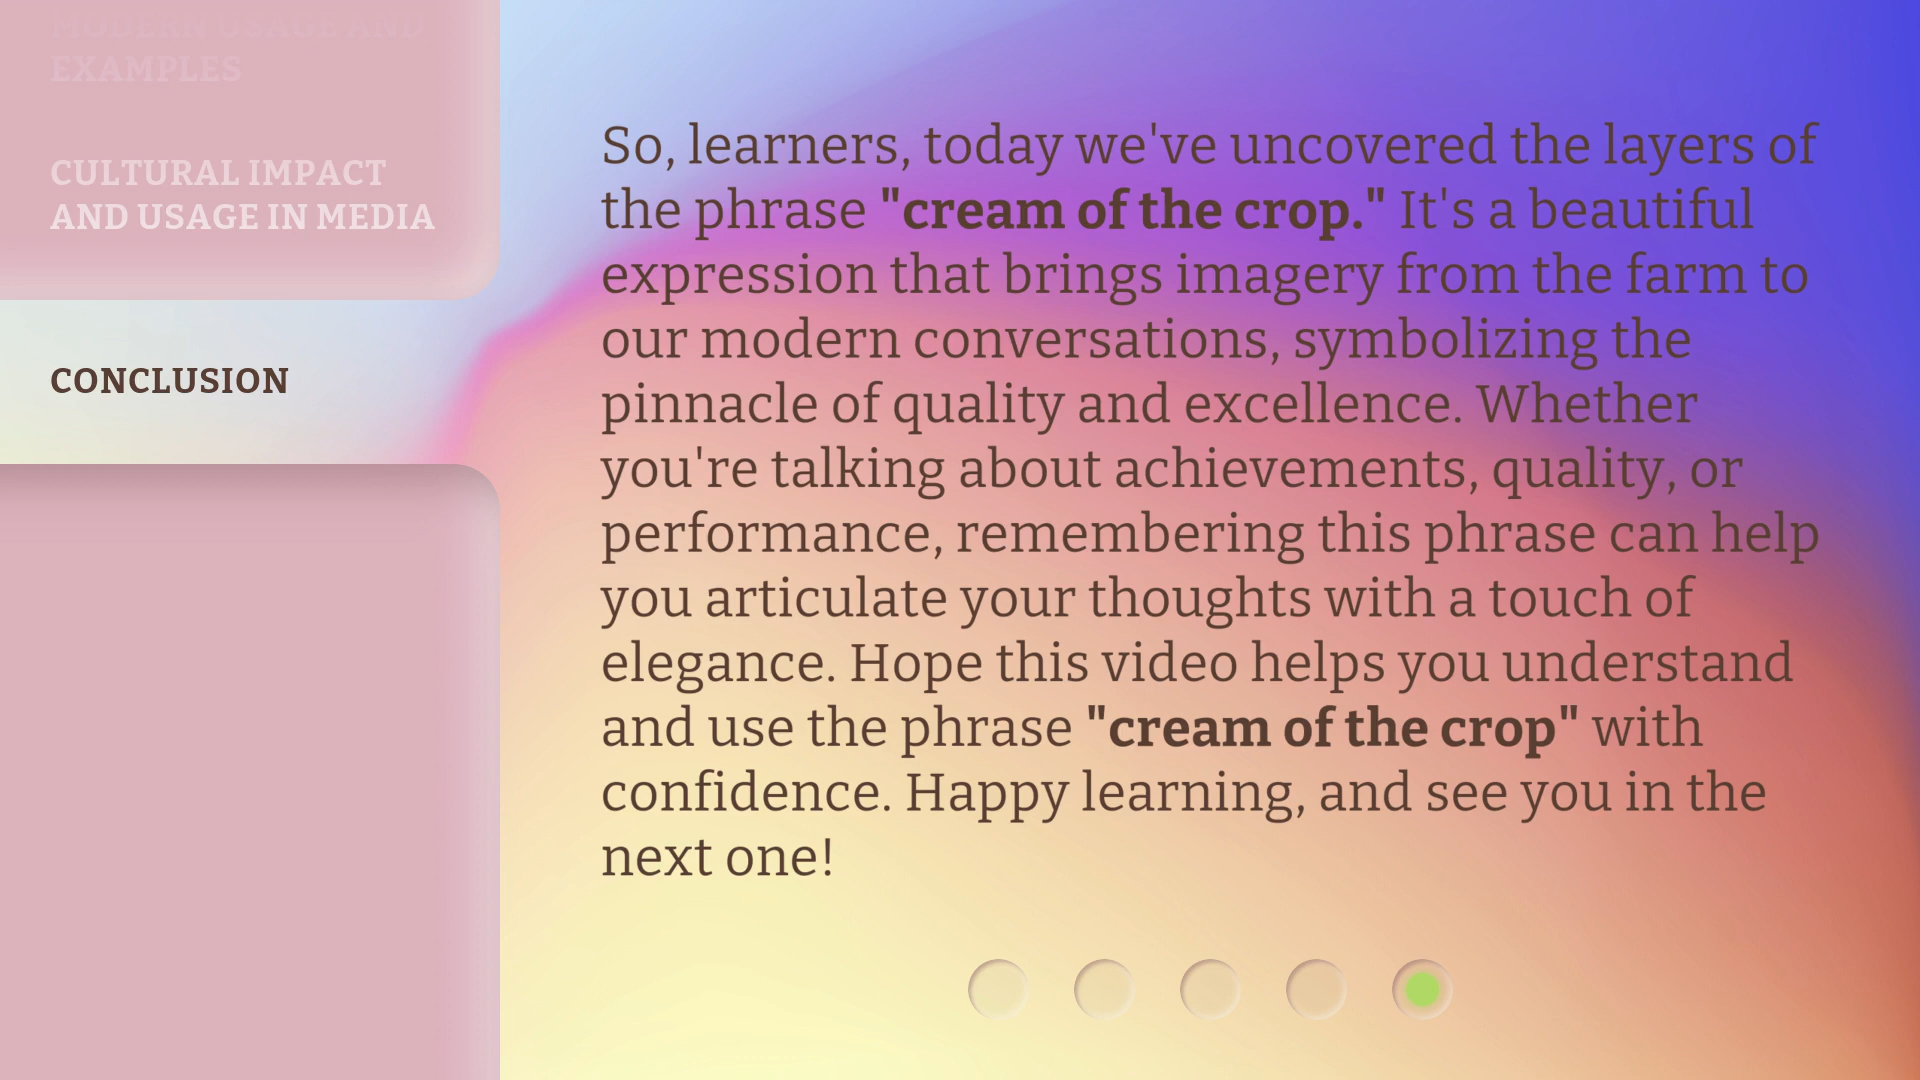 MODERN USAGE AND
EXAMPLES
CULTURAL IMPACT
AND USAGE IN MEDIA
CONCLUSION
So, learners, today we've uncovered the layers of
the phrase "cream of the crop." It's a beautiful
expression that brings imagery from the farm to
our modern conversations, symbolizing the
pinnacle of quality and excellence. Whether
you're talking about achievements, quality, or
performance, remembering this phrase can help
you articulate your thoughts with a touch of
elegance. Hope this video helps you understand
and use the phrase "cream of the crop" with
confidence. Happy learning, and see you in the
next one!